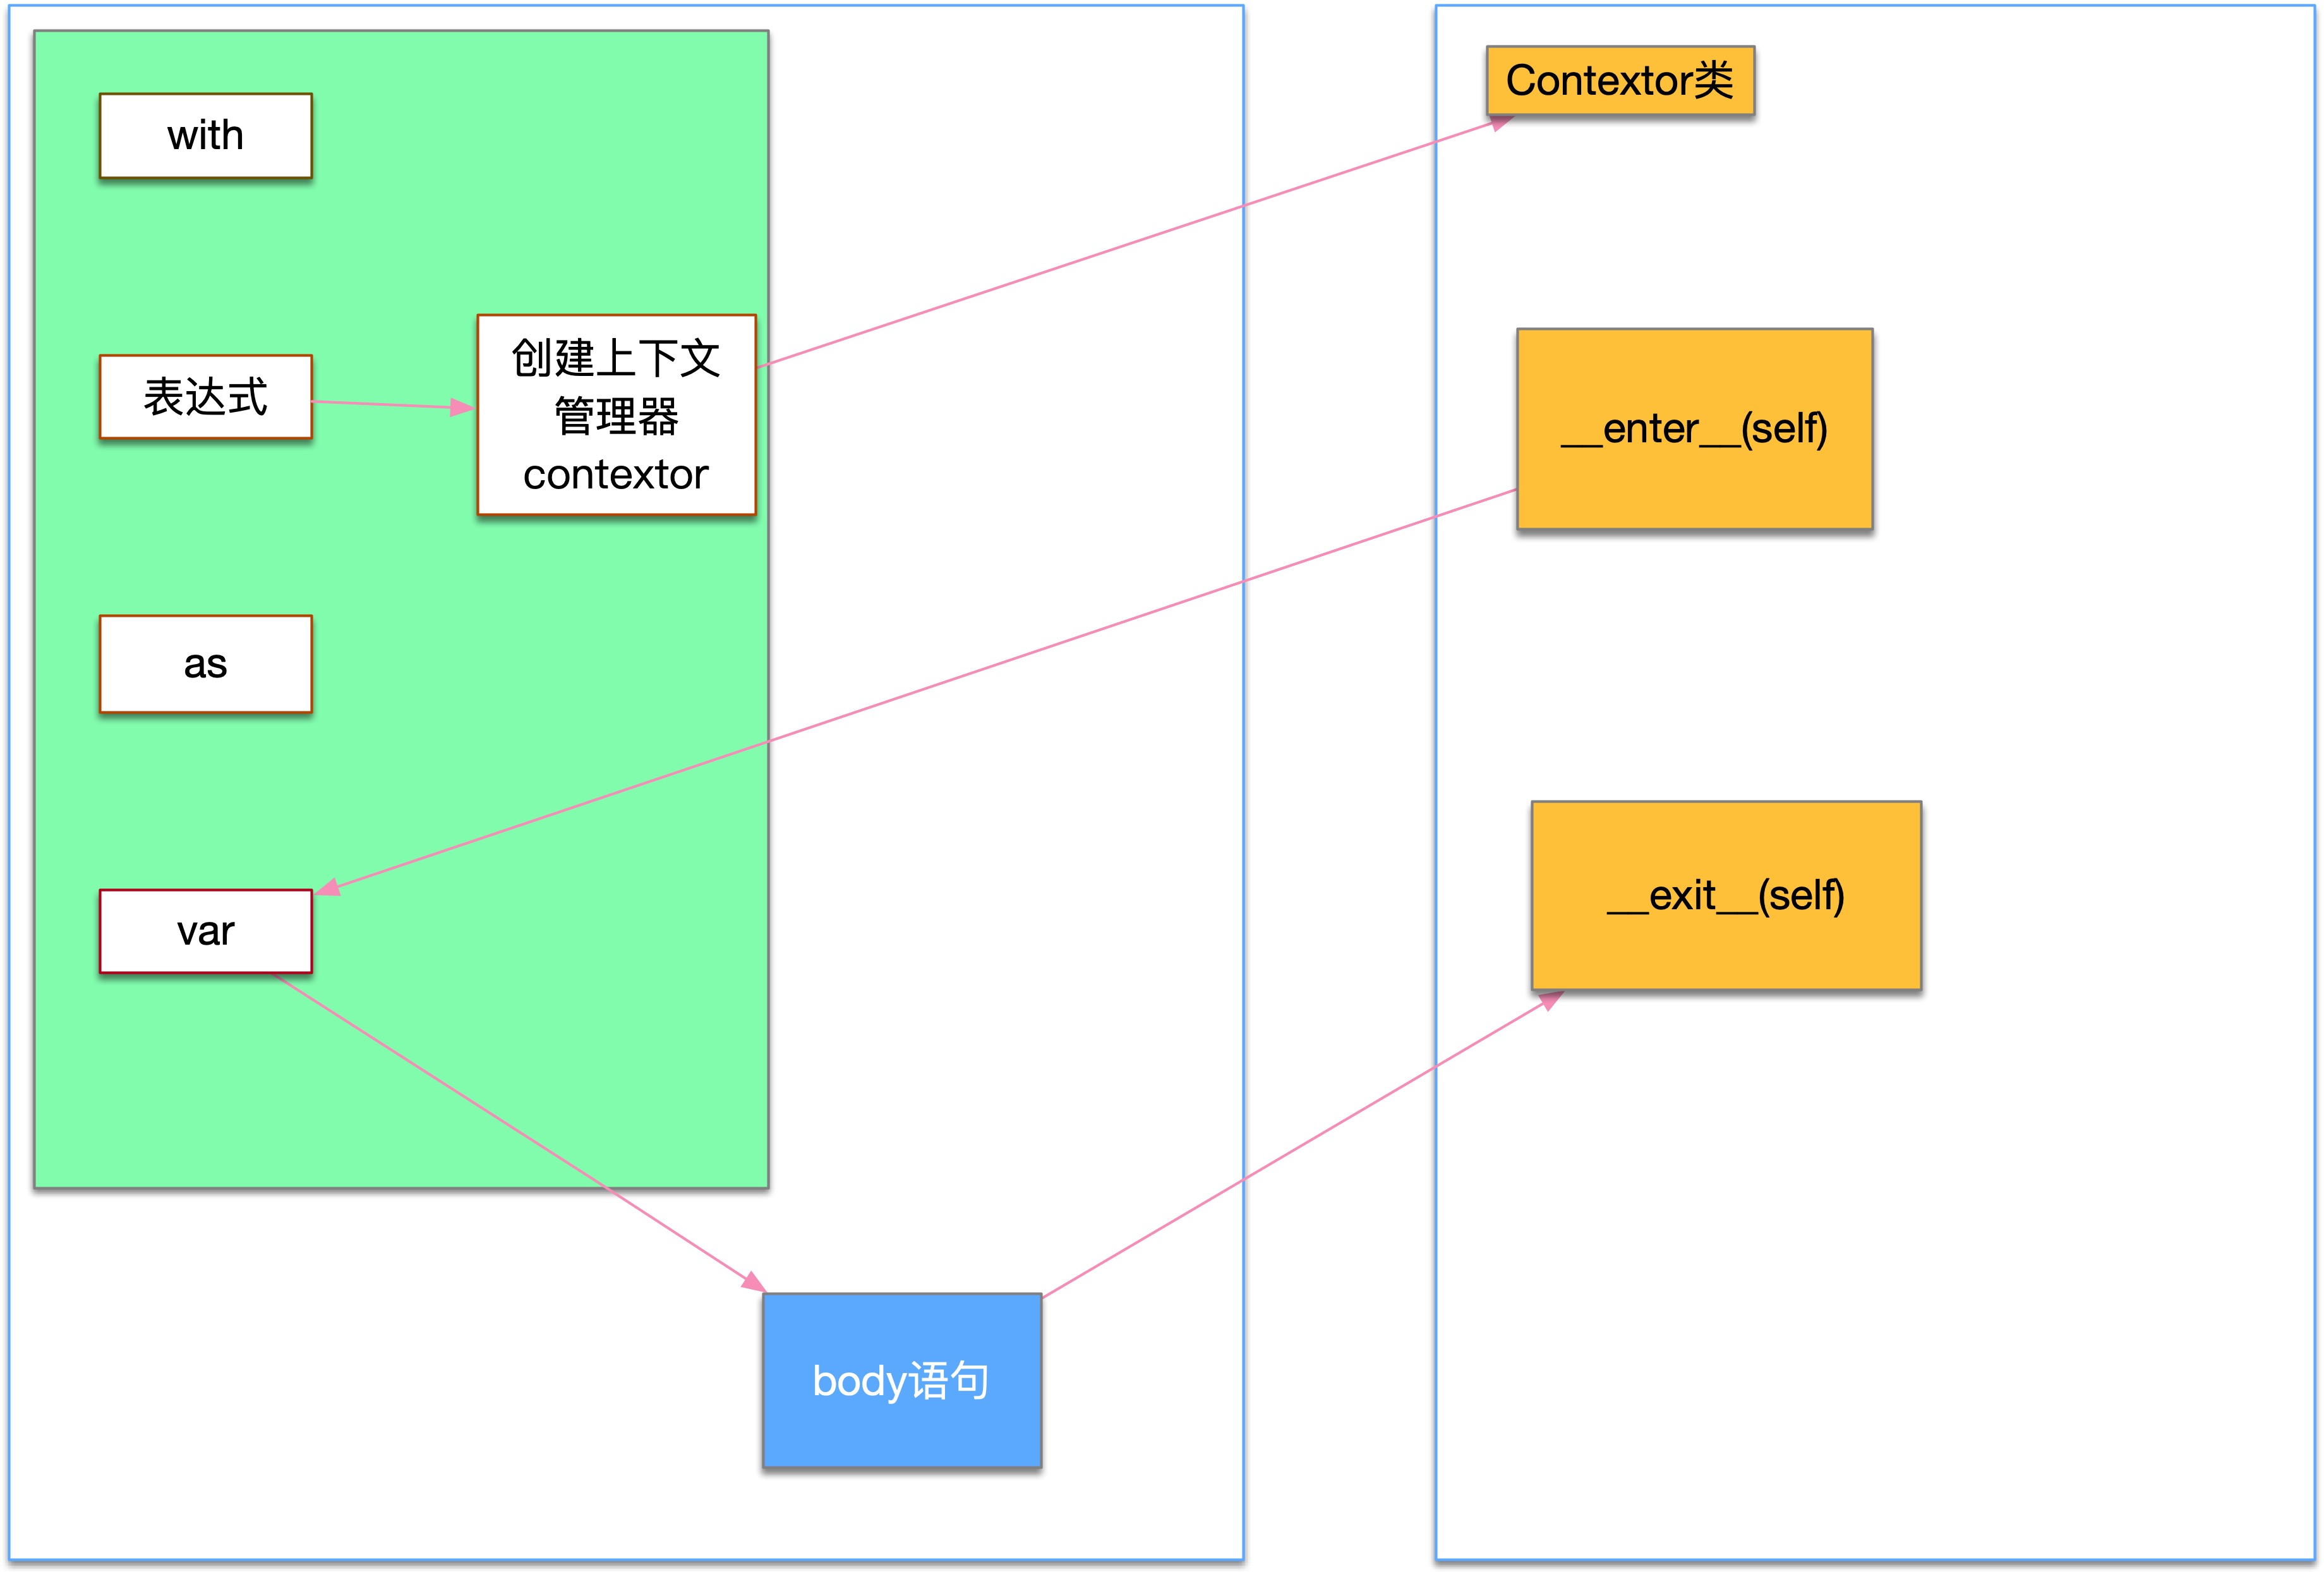 with
表达式
创建上下文
管理器
contextor
as
var
body语句
Contextor类
__enter__(self)
__exit__(self)